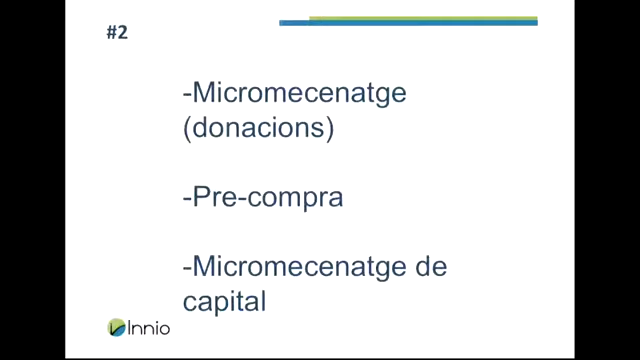 #2
-Micromecenatge
(donacions)
-Pre-compra
-Micromecenatge de
capital
Innio